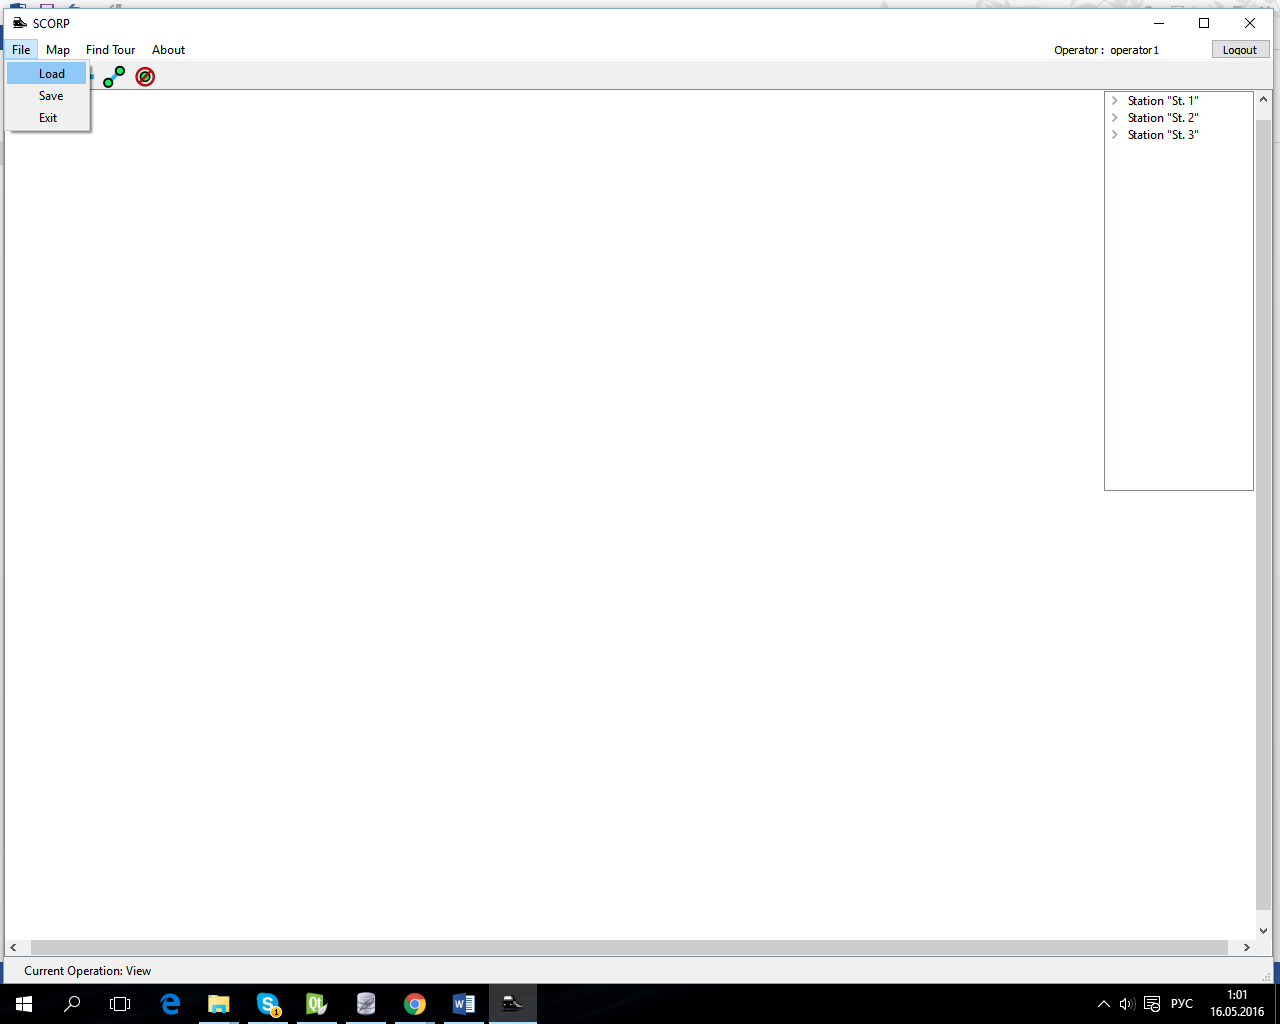 SCORP
File Map Find Tour About Operator : operator1 Logout
Load
Save
Exit
Station "St. 1"
Station "St. 2"
Station "St. 3"
Current Operation: View
1
РУС
1:01
16.05.2016